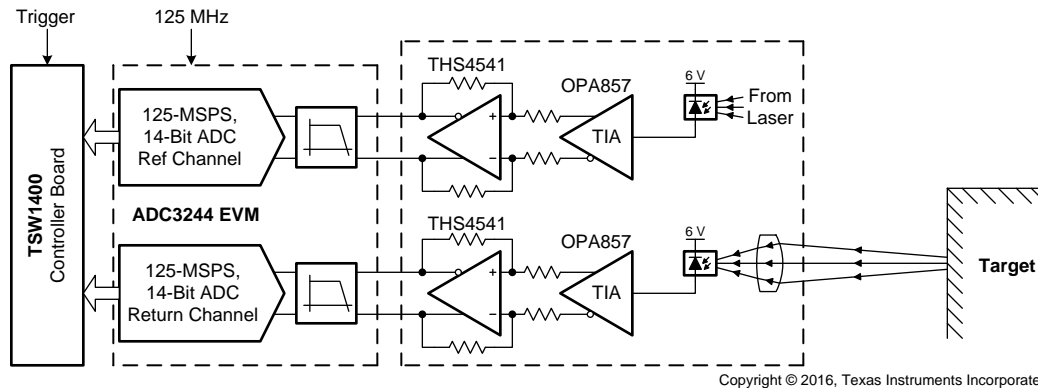 Trigger
125 MHz
THS4541
OPA857
6 V
From
Laser
+
−
TIA
125-MSPS,
14-Bit ADC
Ref Channel
TSW1400
Controller Board
ADC3244 EVM
THS4541
OPA857
6 V
+
−
TIA
125-MSPS,
14-Bit ADC
Return Channel
Target
Copyright © 2016, Texas Instruments Incorporate